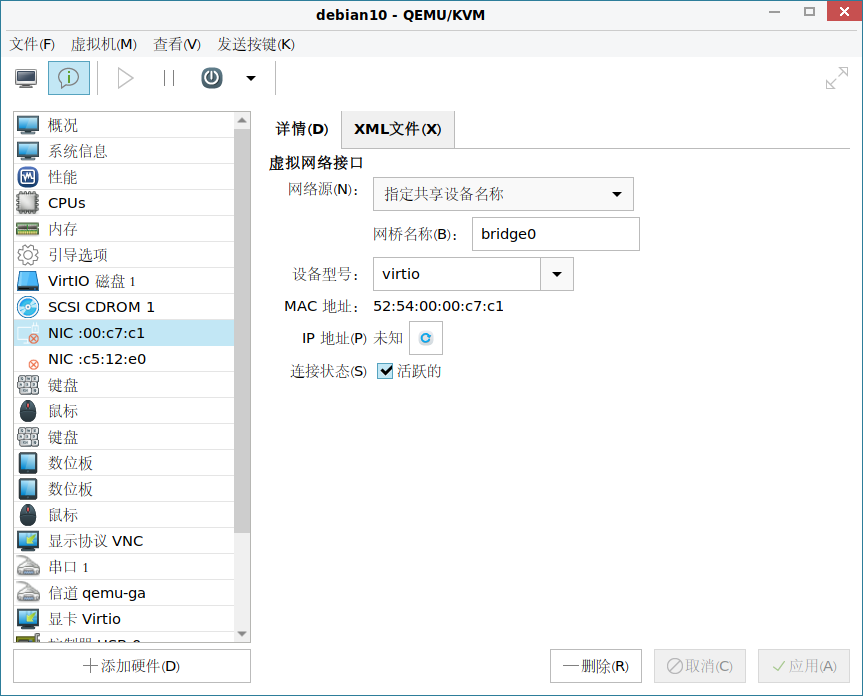 debian10 - QEMU/KVM
文件(F) 虚拟机(M) 查看(V) 发送按键(K)
概况
系统信息
性能
CPUs
内存
引导选项
VirtIO 磁盘 1
SCSI CDROM 1
NIC :00:c7:c1
NIC :c5:12:e0
键盘
鼠标
键盘
数位板
数位板
鼠标
显示协议 VNC
串口 1
信道 qemu-ga
显卡 Virtio
控制器 USB 0
添加硬件(D)
详情(D) XML文件(X)
虚拟网络接口
网络源(N): 指定共享设备名称
网桥名称(B): bridge0
设备型号: virtio
MAC 地址: 52:54:00:00:c7:c1
IP 地址(P) 未知
连接状态(S) 活跃的
删除(R) 取消(C) 应用(A)